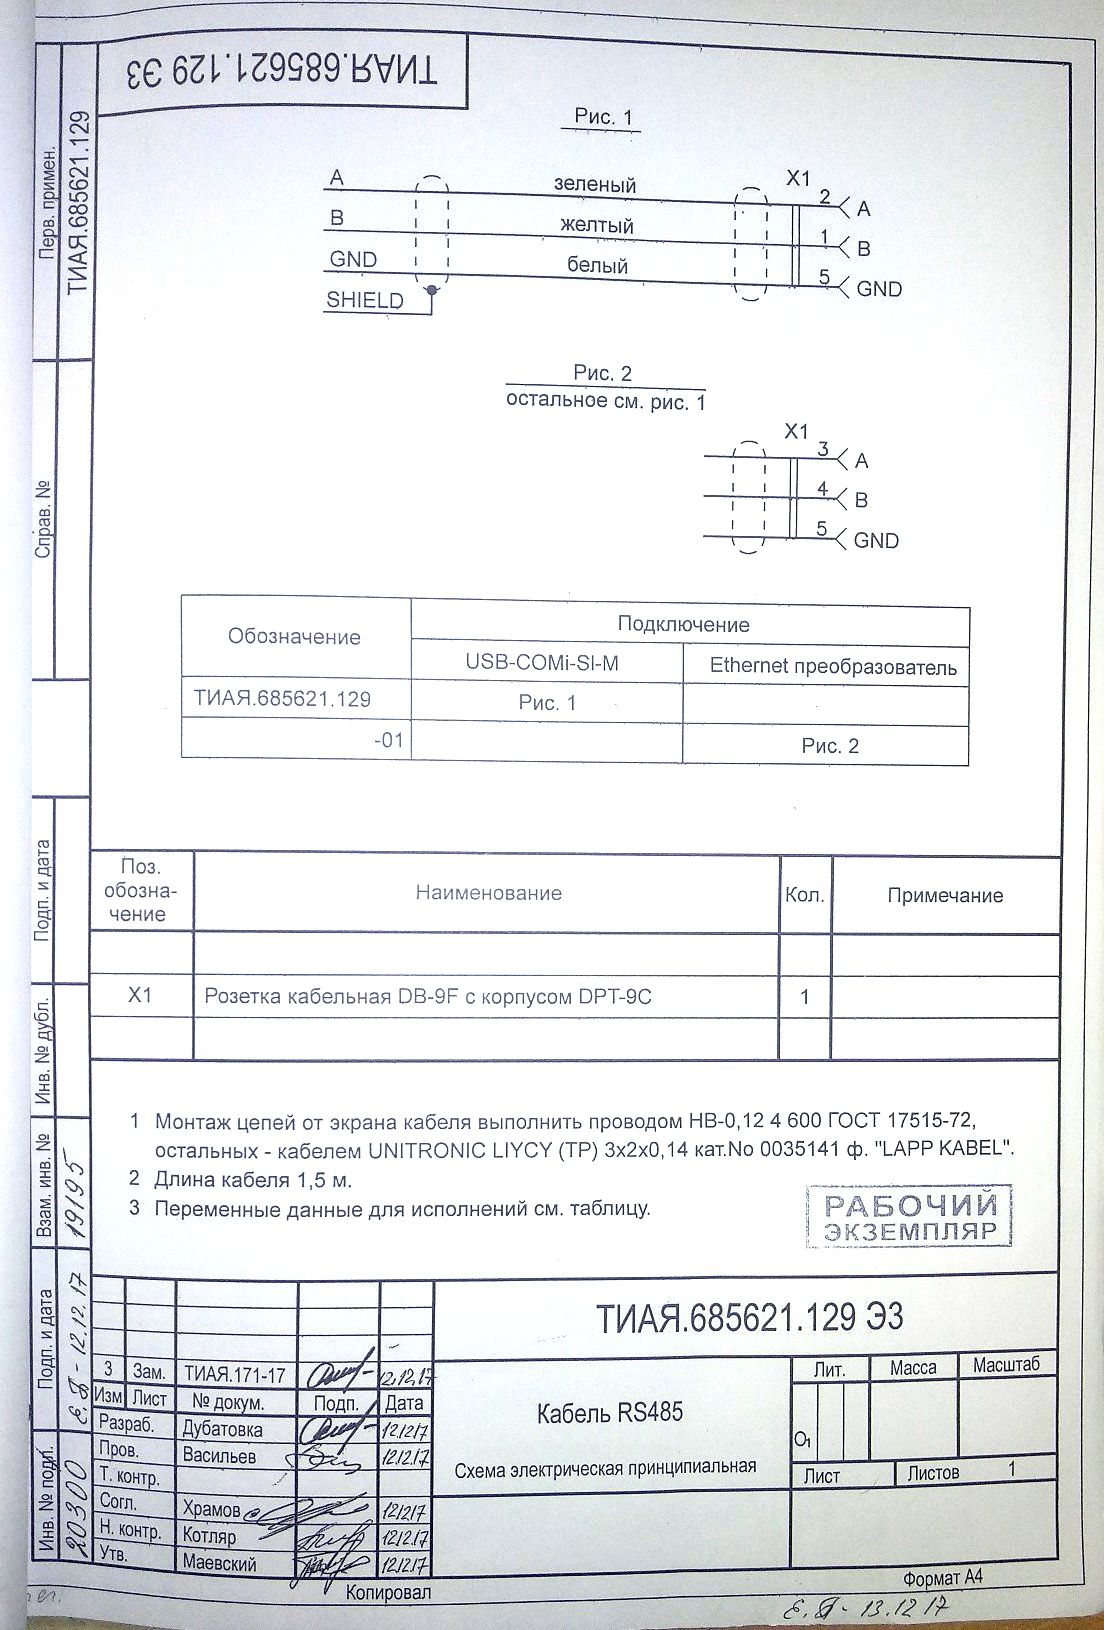 ТИАЯ.685621.129 Э3
Перв. примен.
ТИАЯ.685621.129
Справ. №
Рис. 1
A зеленый X1 2 A
B желтый 1 B
GND белый 5 GND
SHIELD
Рис. 2
остальное см. рис. 1
X1
3 A
4 B
5 GND
Обозначение Подключение
USB-COMi-SI-M Ethernet преобразователь
ТИАЯ.685621.129 Рис. 1
-01 Рис. 2
Поз. обозна-
чение Наименование Кол. Примечание
X1 Розетка кабельная DB-9F с корпусом DPT-9C 1
1 Монтаж цепей от экрана кабеля выполнить проводом НВ-0,12 4 600 ГОСТ 17515-72,
остальных - кабелем UNITRONIC LIYCY (TP) 3x2x0,14 кат.No 0035141 ф. "LAPP KABEL".
2 Длина кабеля 1,5 м.
3 Переменные данные для исполнений см. таблицу.
РАБОЧИЙ
ЭКЗЕМПЛЯР
Подп. и дата
Инв. № дубл.
Взам. инв. № 19195
Подп. и дата 12.12.17
Инв. № подл. 20300
ТИАЯ.685621.129 Э3
3 Зам. ТИАЯ.171-17 12.12.17
Изм Лист № докум. Подп. Дата
Разраб. Дубатовка 121217
Пров. Васильев 12.12.17
Т. контр.
Согл. Храмов 121217
Н. контр. Котляр 12.12.17
Утв. Маевский 12.12.17
Кабель RS485
Схема электрическая принципиальная
Лит. Масса Масштаб
О1
Лист Листов 1
Копировал
Формат А4
13.12 17